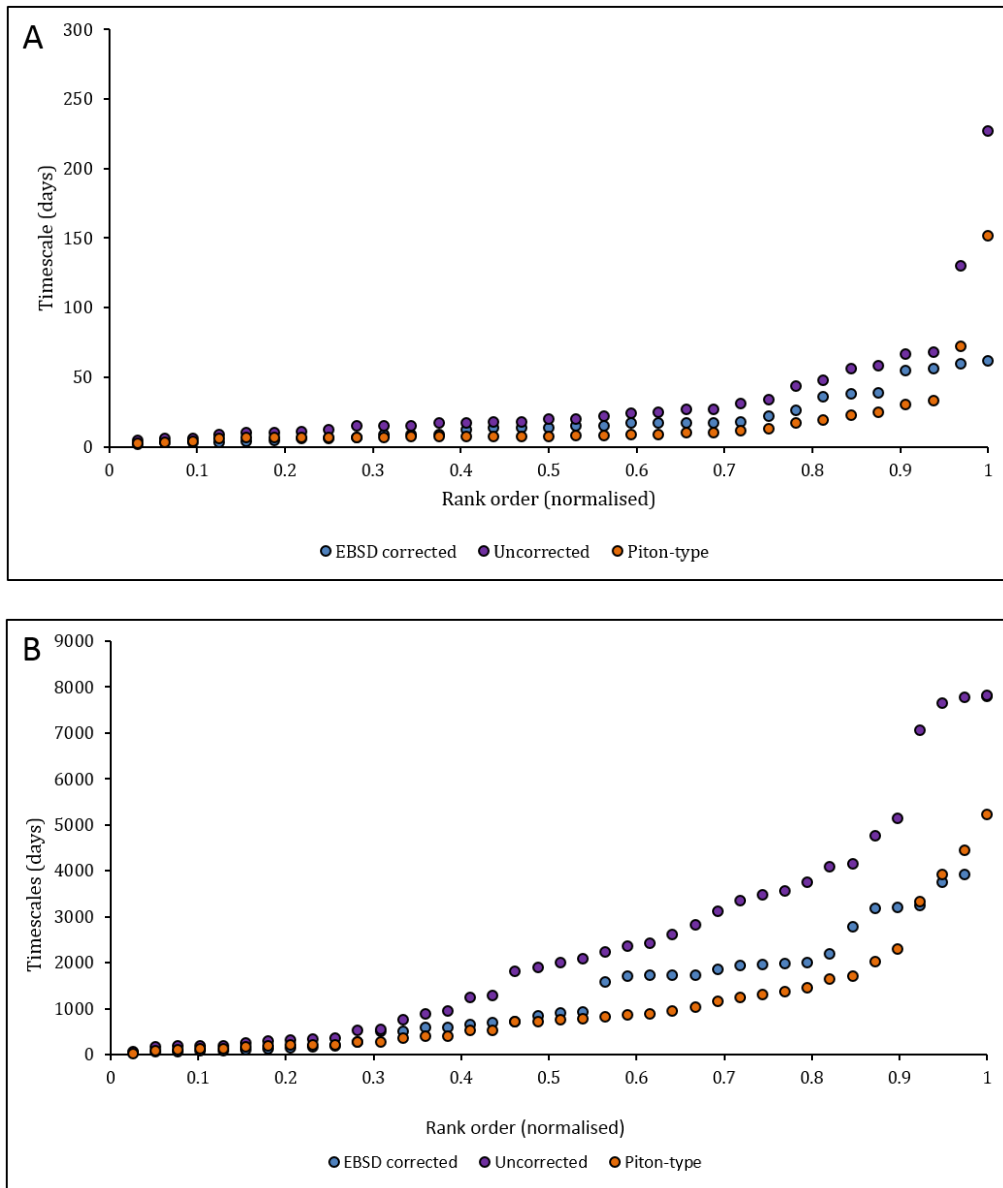 A
300
250
200
150
100
50
0
Timescale (days)
0 0.1 0.2 0.3 0.4 0.5 0.6 0.7 0.8 0.9 1
Rank order (normalised)
EBSD corrected Uncorrected Piton-type
B
9000
8000
7000
6000
5000
4000
3000
2000
1000
0
Timescales (days)
0 0.1 0.2 0.3 0.4 0.5 0.6 0.7 0.8 0.9 1
Rank order (normalised)
EBSD corrected Uncorrected Piton-type